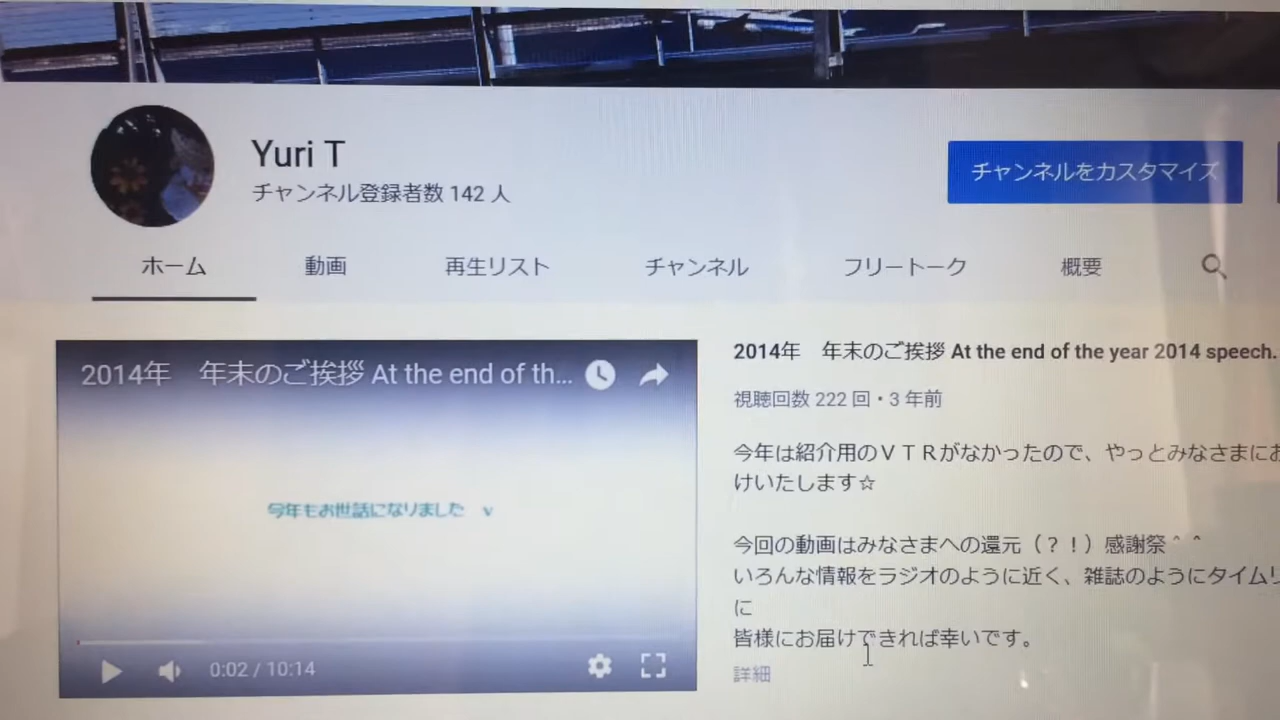 Yuri T
チャンネル登録者数 142 人
チャンネルをカスタマイズ
ホーム 動画 再生リスト チャンネル フリートーク 概要
2014年　年末のご挨拶 At the end of th...
今年もお世話になりました　v
0:02 / 10:14
2014年　年末のご挨拶 At the end of the year 2014 speech.
視聴回数 222 回・3 年前
今年は紹介用のＶＴＲがなかったので、やっとみなさまにお
けいたします☆
今回の動画はみなさまへの還元（？！）感謝祭＾＾
いろんな情報をラジオのように近く、雑誌のようにタイム
に
皆様にお届けできれば幸いです。
詳細